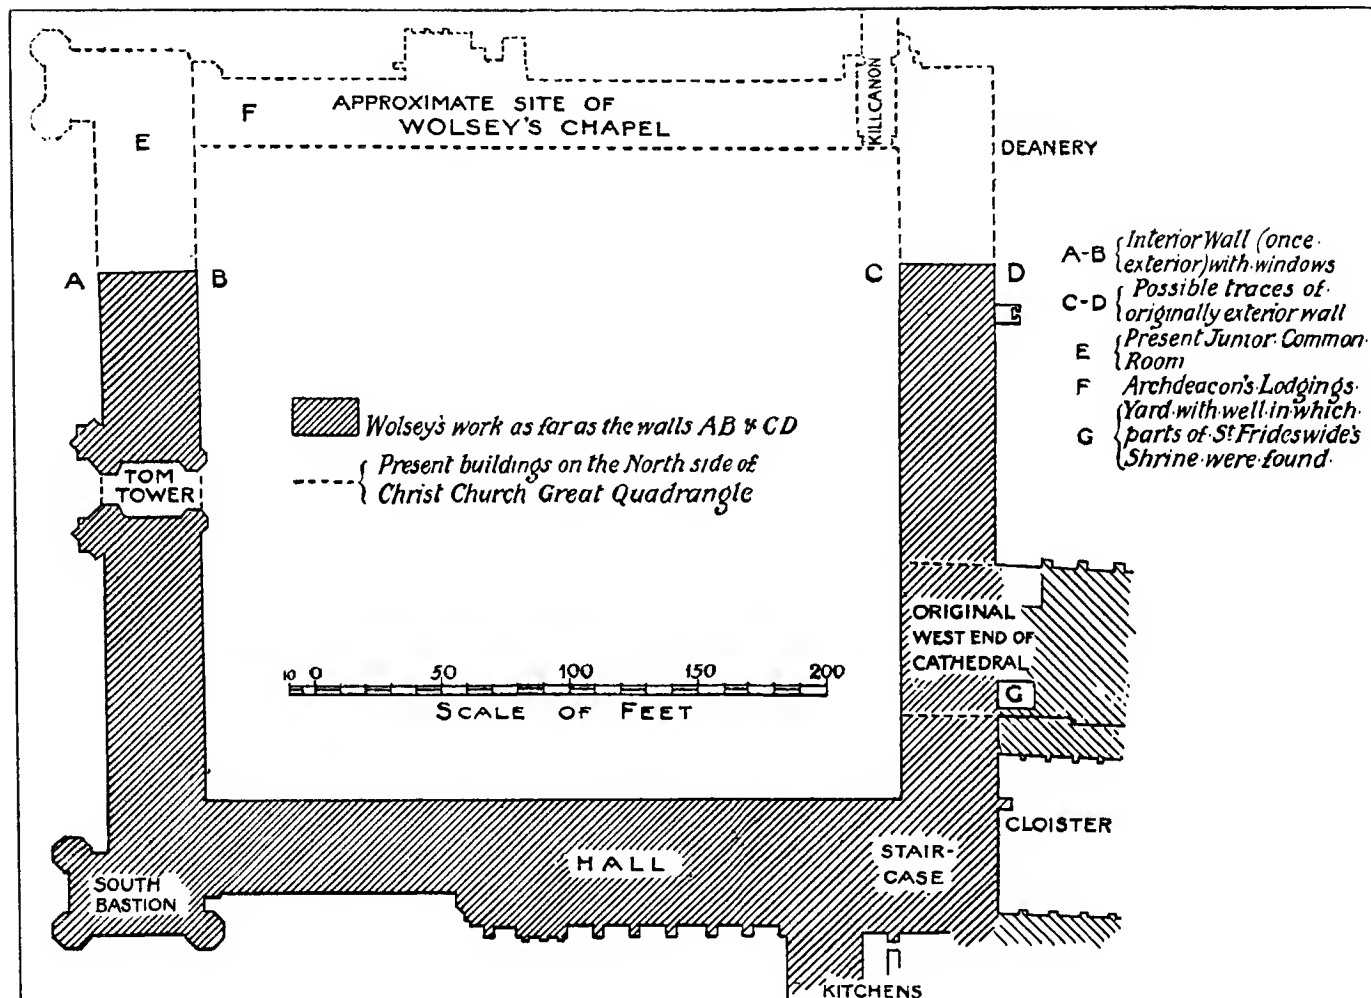 APPROXIMATE SITE OF
WOLSEY'S CHAPEL
F
E
KILLCANON
DEANERY
A
B
C
D
A-B Interior Wall (once
exterior) with windows
C-D Possible traces of
originally exterior wall
E Present Junior Common
Room
F Archdeacon's Lodgings
G Yard with well in which
parts of St Frideswide's
Shrine were found
Wolsey's work as far as the walls AB & CD
Present buildings on the North side of
Christ Church Great Quadrangle
TOM
TOWER
ORIGINAL
WEST END OF
CATHEDRAL
G
10 0 50 100 150 200
SCALE OF FEET
CLOISTER
HALL
STAIR-
CASE
SOUTH
BASTION
KITCHENS